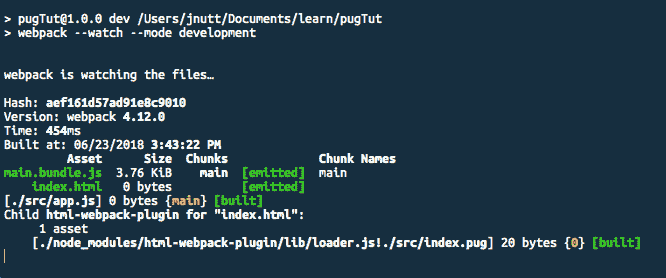 > pugTut@1.0.0 dev /Users/jnutt/Documents/learn/pugTut
> webpack --watch --mode development
webpack is watching the files…
Hash: aef161d57ad91e8c9010
Version: webpack 4.12.0
Time: 454ms
Built at: 06/23/2018 3:43:22 PM
Asset Size Chunks Chunk Names
main.bundle.js 3.76 KiB main [emitted] main
index.html 0 bytes [emitted]
[./src/app.js] 0 bytes {main} [built]
Child html-webpack-plugin for "index.html":
1 asset
[./node_modules/html-webpack-plugin/lib/loader.js!./src/index.pug] 20 bytes {0} [built]